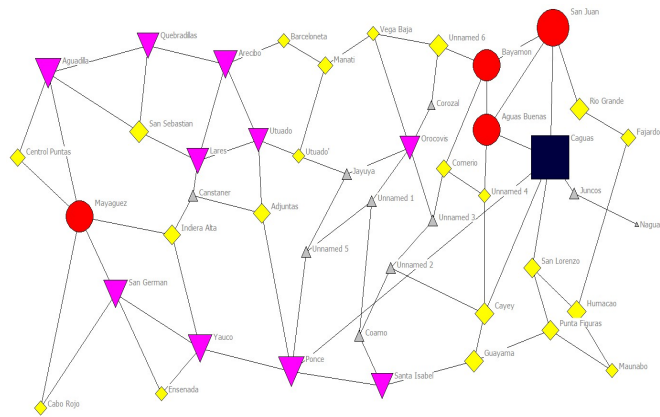 San Juan
Quebradillas
Barceloneta
Vega Baja
Unnamed 6
Bayamon
Aguadilla
Arecibo
Manati
Rio Grande
Corozal
Aguas Buenas
San Sebastian
Utuado
Fajardo
Orocovis
Caguas
Central Puntas
Lares
Utuado'
Comerio
Jayuya
Unnamed 4
Juncos
Canstaner
Unnamed 1
Mayaguez
Adjuntas
Unnamed 3
Nagua
Indiera Alta
Unnamed 5
Unnamed 2
San Lorenzo
San German
Cayey
Humacao
Coamo
Punta Figuras
Yauco
Ponce
Guayama
Santa Isabel
Maunabo
Ensenada
Cabo Rojo